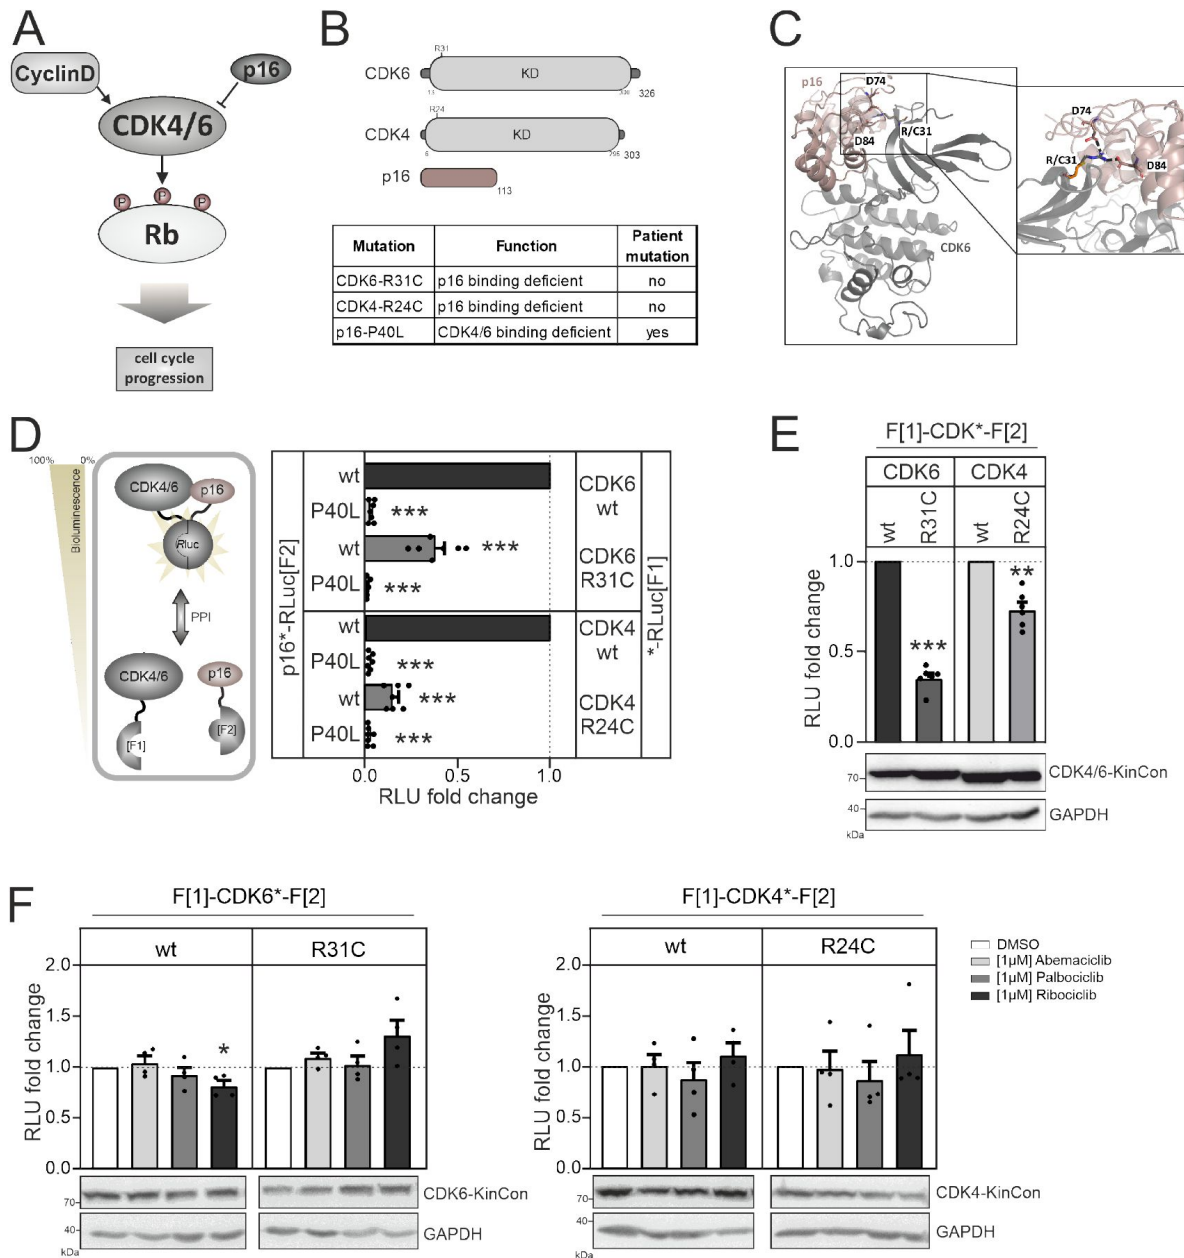 A
CyclinD
p16
CDK4/6
P
P
P
Rb
cell cycle
progression
B
R31
CDK6
KD
13
326
R24
CDK4
KD
6
295
303
p16
113
Mutation
Function
Patient
mutation
CDK6-R31C
p16 binding deficient
no
CDK4-R24C
p16 binding deficient
no
p16-P40L
CDK4/6 binding deficient
yes
C
p16
D74
R/C31
D84
CDK6
D74
R/C31
D84
D
100%
0%
Bioluminescence
CDK4/6
p16
Rluc
PPI
CDK4/6
p16
[F1]
[F2]
p16*-RLuc[F2]
wt
P40L
***
wt
***
P40L
***
wt
P40L
***
wt
***
P40L
***
CDK6
wt
CDK6
R31C
CDK4
wt
CDK4
R24C
*-RLuc[F1]
0.0
0.5
1.0
RLU fold change
E
F[1]-CDK*-F[2]
CDK6
CDK4
wt
R31C
wt
R24C
RLU fold change
1.0
0.5
0.0
***
**
70
CDK4/6-KinCon
40
GAPDH
kDa
F
F[1]-CDK6*-F[2]
wt
R31C
RLU fold change
2.0
1.5
1.0
0.5
0.0
*
70
CDK6-KinCon
40
GAPDH
kDa
F[1]-CDK4*-F[2]
wt
R24C
RLU fold change
2.0
1.5
1.0
0.5
0.0
70
CDK4-KinCon
40
GAPDH
kDa
DMSO
[1µM] Abemaciclib
[1µM] Palbociclib
[1µM] Ribociclib